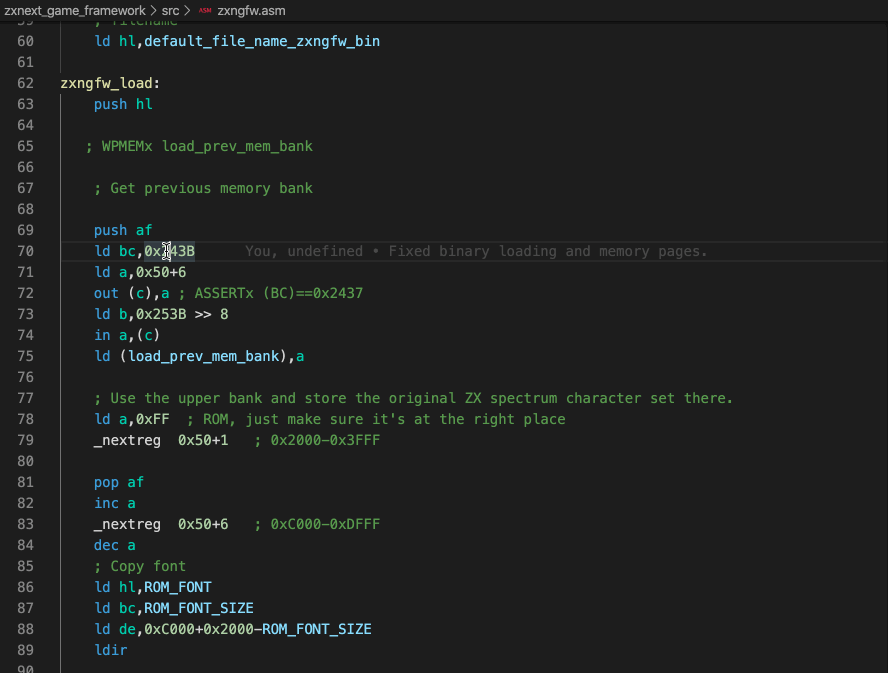 zxnext_game_framework > src > ASM zxngfw.asm
59 ; filename
60 ld hl,default_file_name_zxngfw_bin
61
62 zxngfw_load:
63 push hl
64
65 ; WPMEMx load_prev_mem_bank
66
67 ; Get previous memory bank
68
69 push af
70 ld bc,0x243B You, undefined • Fixed binary loading and memory pages.
71 ld a,0x50+6
72 out (c),a ; ASSERTx (BC)==0x2437
73 ld b,0x253B >> 8
74 in a,(c)
75 ld (load_prev_mem_bank),a
76
77 ; Use the upper bank and store the original ZX spectrum character set there.
78 ld a,0xFF ; ROM, just make sure it's at the right place
79 _nextreg 0x50+1 ; 0x2000-0x3FFF
80
81 pop af
82 inc a
83 _nextreg 0x50+6 ; 0xC000-0xDFFF
84 dec a
85 ; Copy font
86 ld hl,ROM_FONT
87 ld bc,ROM_FONT_SIZE
88 ld de,0xC000+0x2000-ROM_FONT_SIZE
89 ldir
90